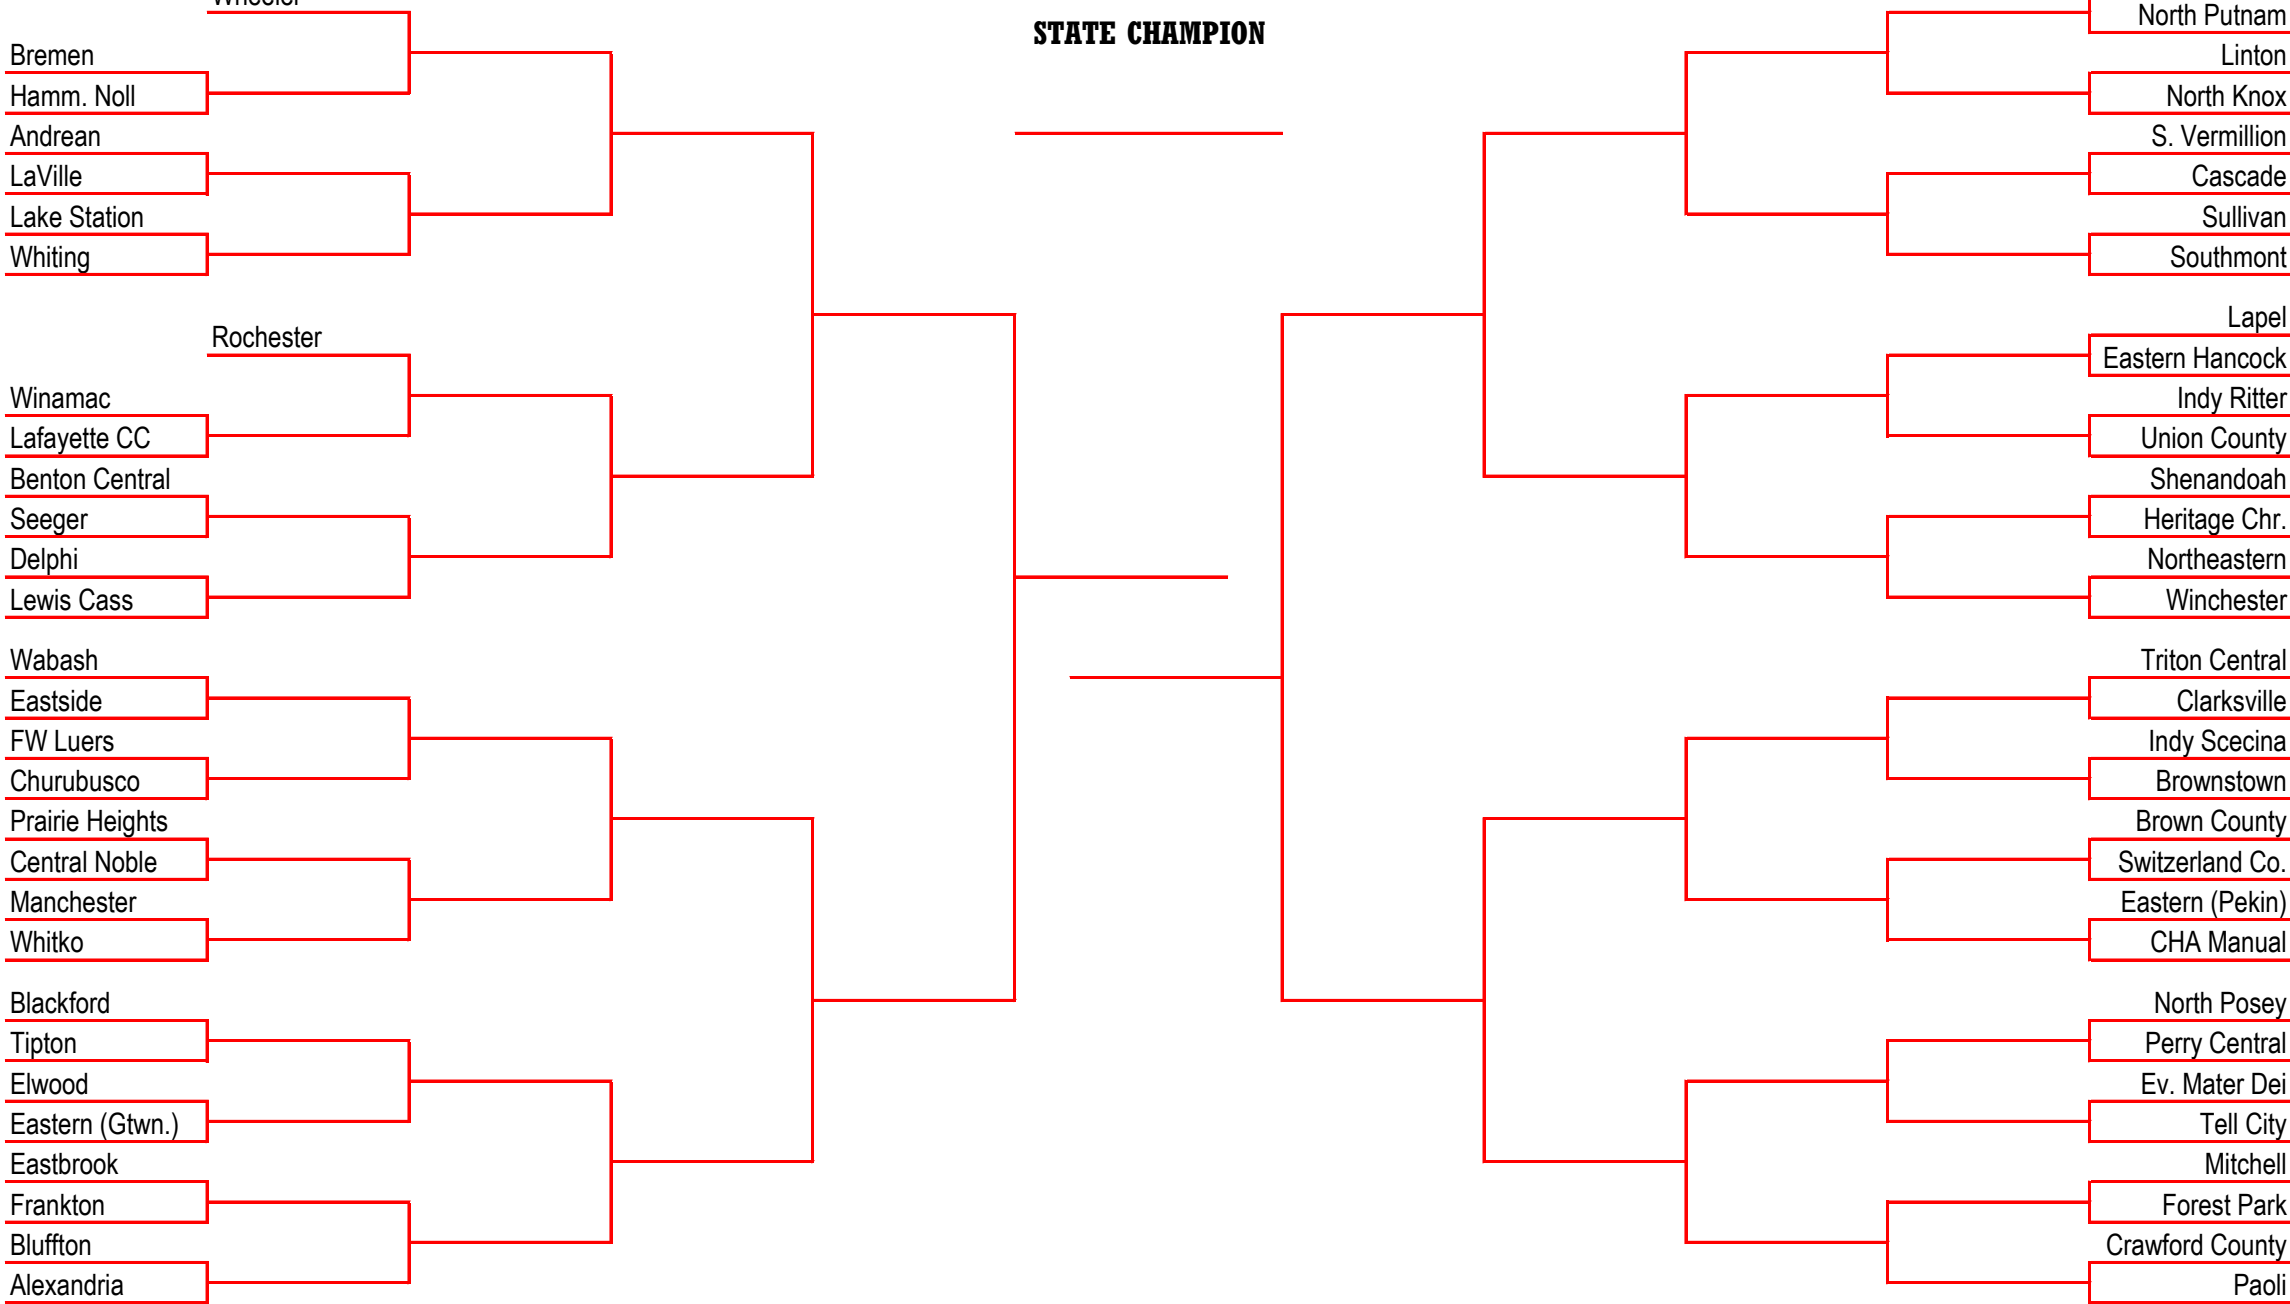 Wheeler
Bremen
Hamm. Noll
Andrean
LaVille
Lake Station
Whiting
Rochester
Winamac
Lafayette CC
Benton Central
Seeger
Delphi
Lewis Cass
Wabash
Eastside
FW Luers
Churubusco
Prairie Heights
Central Noble
Manchester
Whitko
Blackford
Tipton
Elwood
Eastern (Gtwn.)
Eastbrook
Frankton
Bluffton
Alexandria
STATE CHAMPION
North Putnam
Linton
North Knox
S. Vermillion
Cascade
Sullivan
Southmont
Lapel
Eastern Hancock
Indy Ritter
Union County
Shenandoah
Heritage Chr.
Northeastern
Winchester
Triton Central
Clarksville
Indy Scecina
Brownstown
Brown County
Switzerland Co.
Eastern (Pekin)
CHA Manual
North Posey
Perry Central
Ev. Mater Dei
Tell City
Mitchell
Forest Park
Crawford County
Paoli